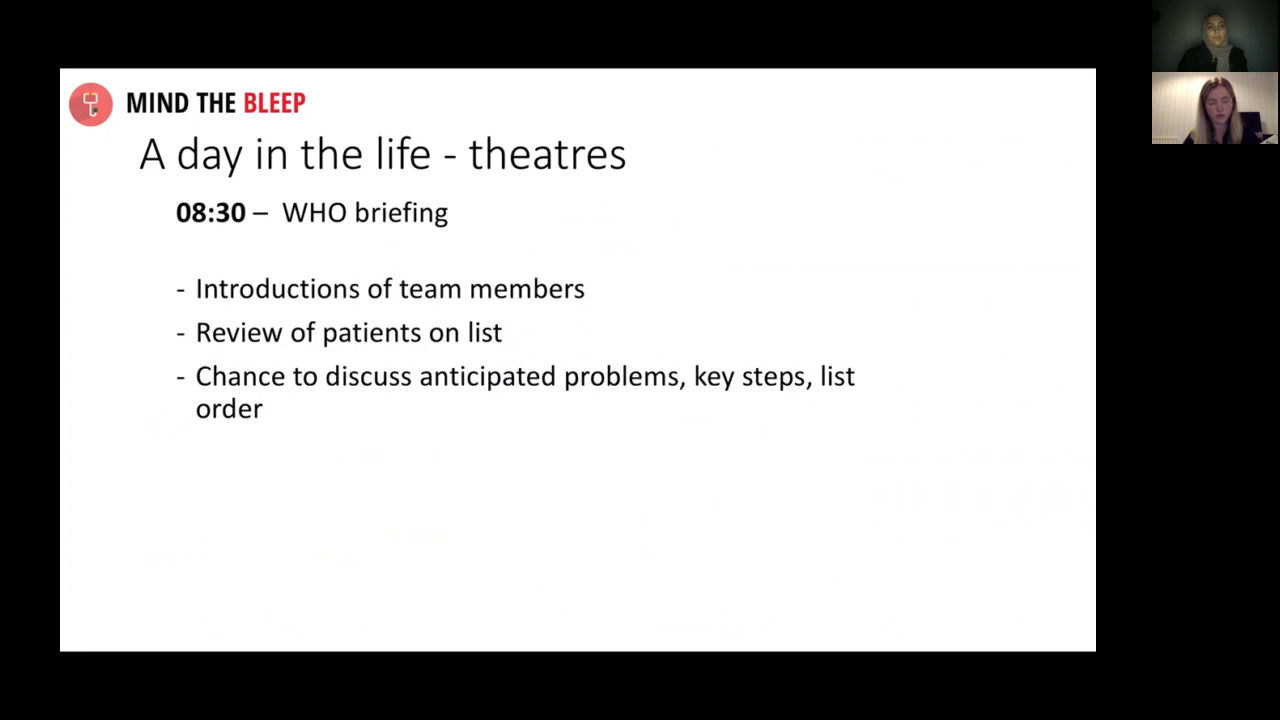 MIND THE BLEEP
A day in the life - theatres
08:30 – WHO briefing
- Introductions of team members
- Review of patients on list
- Chance to discuss anticipated problems, key steps, list
order